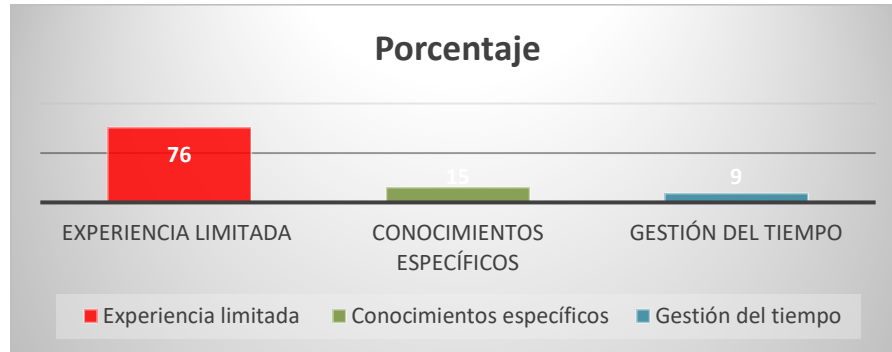 Porcentaje
76
15
9
EXPERIENCIA LIMITADA
CONOCIMIENTOS
ESPECÍFICOS
GESTIÓN DEL TIEMPO
Experiencia limitada
Conocimientos específicos
Gestión del tiempo